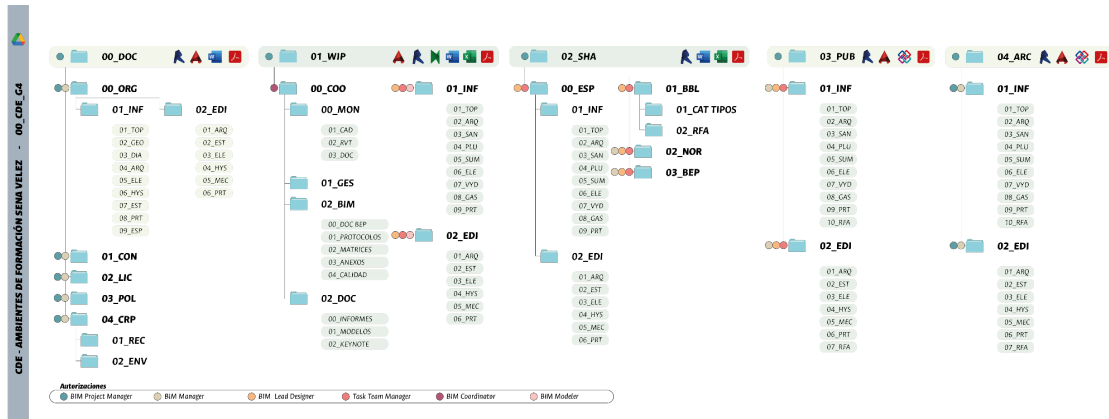 CDE - AMBIENTES DE FORMACIÓN SENA VELEZ - 00_CDE_G4
00_DOC
00_ORG
01_INF
01_TOP
02_GEO
03_DIA
04_ARQ
05_ELE
06_HYS
07_EST
08_PRT
09_ESP
02_EDI
01_ARQ
02_EST
03_ELE
04_HYS
05_MEC
06_PRT
01_CON
02_LIC
03_POL
04_CRP
01_REC
02_ENV
01_WIP
00_COO
00_MON
01_CAD
02_RVT
03_DOC
01_GES
02_BIM
00_DOC BEP
01_PROTOCOLOS
02_MATRICES
03_ANEXOS
04_CALIDAD
02_DOC
00_INFORMES
01_MODELOS
02_KEYNOTE
01_INF
01_TOP
02_ARQ
03_SAN
04_PLU
05_SUM
06_ELE
07_VYD
08_GAS
09_PRT
02_EDI
01_ARQ
02_EST
03_ELE
04_HYS
05_MEC
06_PRT
02_SHA
00_ESP
01_INF
01_TOP
02_ARQ
03_SAN
04_PLU
05_SUM
06_ELE
07_VYD
08_GAS
09_PRT
02_EDI
01_ARQ
02_EST
03_ELE
04_HYS
05_MEC
06_PRT
01_BBL
01_CAT TIPOS
02_RFA
02_NOR
03_BEP
03_PUB
01_INF
01_TOP
02_ARQ
03_SAN
04_PLU
05_SUM
06_ELE
07_VYD
08_GAS
09_PRT
10_RFA
02_EDI
01_ARQ
02_EST
03_ELE
04_HYS
05_MEC
06_PRT
07_RFA
04_ARC
01_INF
01_TOP
02_ARQ
03_SAN
04_PLU
05_SUM
06_ELE
07_VYD
08_GAS
09_PRT
10_RFA
02_EDI
01_ARQ
02_EST
03_ELE
04_HYS
05_MEC
06_PRT
07_RFA
Autorizaciones
BIM Project Manager BIM Manager BIM Lead Designer Task Team Manager BIM Coordinator BIM Modeler